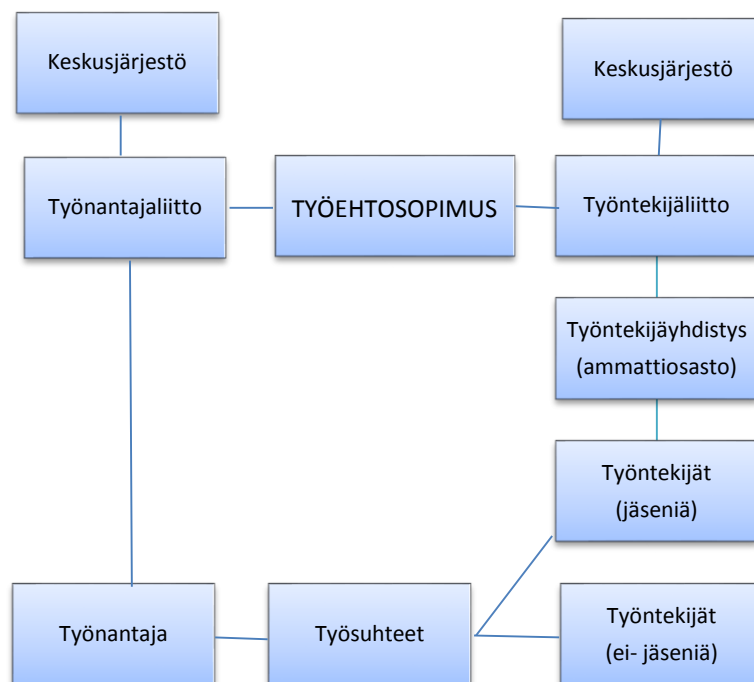 Keskusjärjestö
Keskusjärjestö
Työnantajaliitto
TYÖEHTOSOPIMUS
Työntekijäliitto
Työntekijäyhdistys
(ammattiosasto)
Työntekijät
(jäseniä)
Työnantaja
Työsuhteet
Työntekijät
(ei- jäseniä)